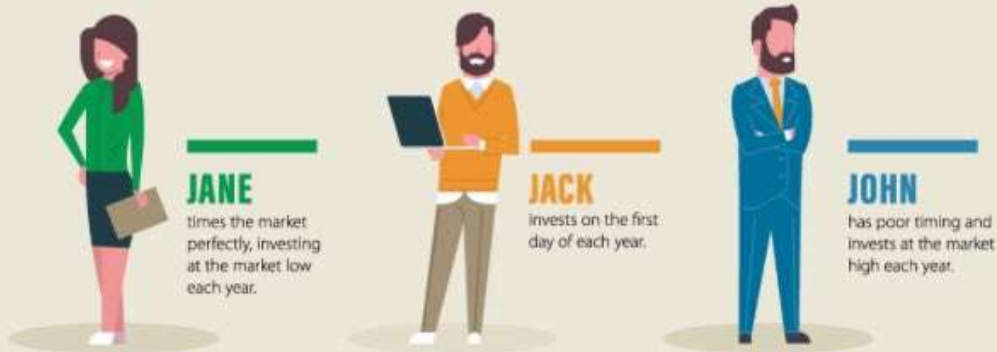 JANE
times the market
perfectly, investing
at the market low
each year.
JACK
invests on the first
day of each year.
JOHN
has poor timing and
invests at the market
high each year.